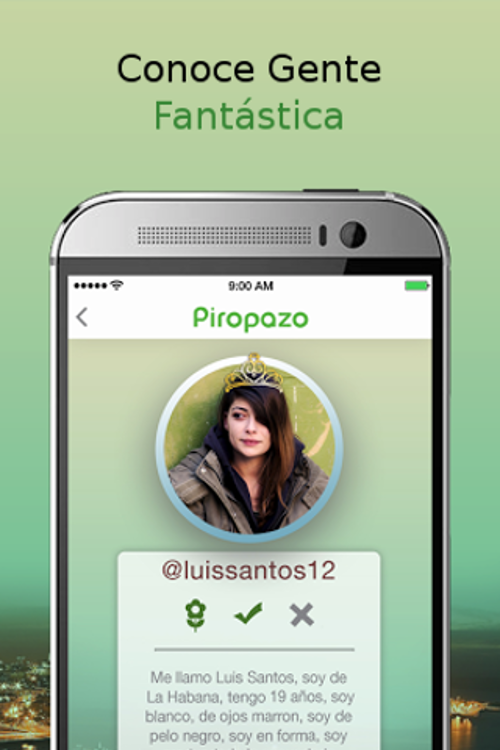 Conoce Gente
Fantástica
9:00 AM
Piropazo
@luissantos12
Me llamo Luis Santos, soy de
La Habana, tengo 19 años, soy
blanco, de ojos marron, soy de
pelo negro, soy en forma, soy